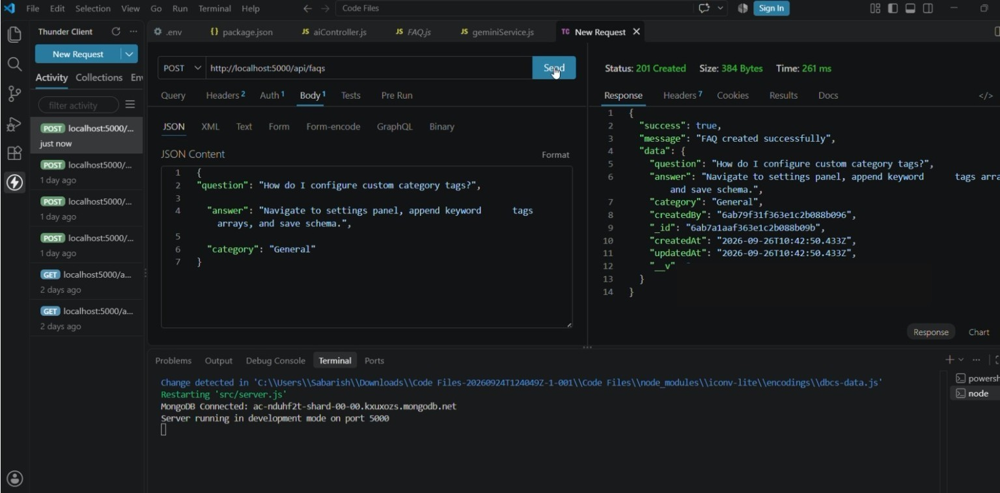 File Edit Selection View Go Run Terminal Help Code Files Sign In
Thunder Client
.env {} package.json JS aiController.js JS FAQ.js JS geminiService.js TC New Request
New Request
Activity Collections En
filter activity
POST localhost:5000/...
just now
POST localhost5000/...
1 day ago
POST localhost:5000/...
1 day ago
POST localhost:5000/...
1 day ago
GET localhost5000/a...
2 days ago
GET localhost:5000/a...
2 days ago
POST http://localhost:5000/api/faqs Send
Query Headers 2 Auth 1 Body 1 Tests Pre Run
JSON XML Text Form Form-encode GraphQL Binary
JSON Content Format
1 {
2 "question": "How do I configure custom category tags?",
3
4 "answer": "Navigate to settings panel, append keyword tags
arrays, and save schema.",
5
6 "category": "General"
7 }
Status: 201 Created Size: 384 Bytes Time: 261 ms
Response Headers 7 Cookies Results Docs </>
1 {
2 "success": true,
3 "message": "FAQ created successfully",
4 "data": {
5 "question": "How do I configure custom category tags?",
6 "answer": "Navigate to settings panel, append keyword tags arra
and save schema.",
7 "category": "General",
8 "createdBy": "6ab79f31f363e1c2b088b096",
9 "_id": "6ab7a1aaf363e1c2b088b09b",
10 "createdAt": "2026-09-26T10:42:50.433Z",
11 "updatedAt": "2026-09-26T10:42:50.433Z",
12 "__v"
13 }
14 }
Response Chart
Problems Output Debug Console Terminal Ports
Change detected in 'C:\\Users\\Sabarish\\Downloads\\Code Files-20260924T124049Z-1-001\\Code Files\\node_modules\\iconv-lite\\encodings\\dbcs-data.js'
Restarting 'src/server.js'
MongoDB Connected: ac-nduhf2t-shard-00-00.kxuxozs.mongodb.net
Server running in development mode on port 5000
powersh
node